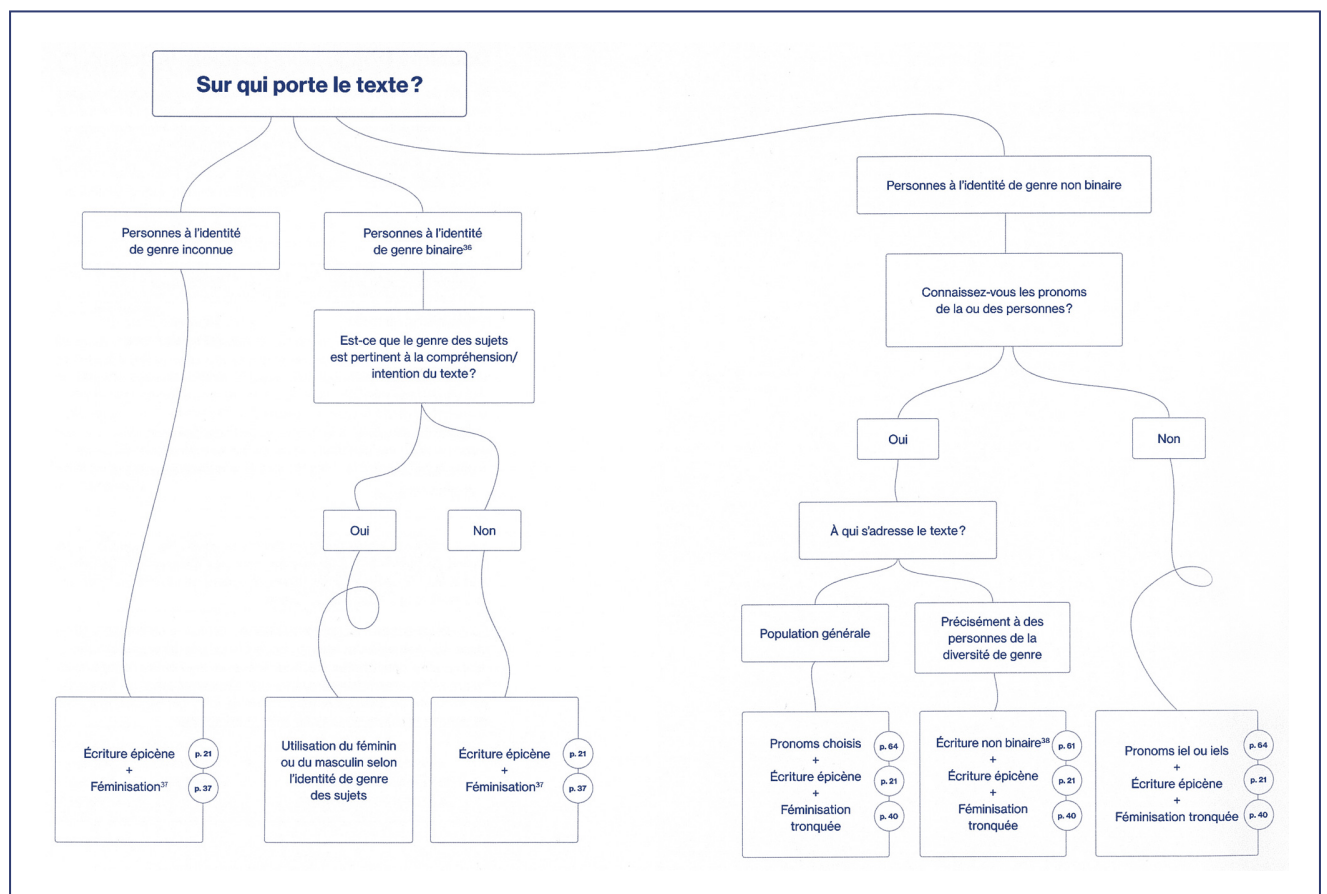 Sur qui porte le texte ?
Personnes à l'identité
de genre inconnue
Personnes à l'identité
de genre binaire³⁶
Est-ce que le genre des sujets
est pertinent à la compréhension/
intention du texte ?
Oui
Non
Écriture épicène
+
Féminisation³⁷
p. 21
p. 37
Utilisation du féminin
ou du masculin selon
l'identité de genre
des sujets
Écriture épicène
+
Féminisation³⁷
p. 21
p. 37
Personnes à l'identité de genre non binaire
Connaissez-vous les pronoms
de la ou des personnes ?
Oui
Non
À qui s'adresse le texte ?
Population générale
Précisément à des
personnes de la
diversité de genre
Pronoms choisis
+
Écriture épicène
+
Féminisation
tronquée
p. 64
p. 21
p. 40
Écriture non binaire³⁸
+
Écriture épicène
+
Féminisation
tronquée
p. 61
p. 21
p. 40
Pronoms iel ou iels
+
Écriture épicène
+
Féminisation tronquée
p. 64
p. 21
p. 40